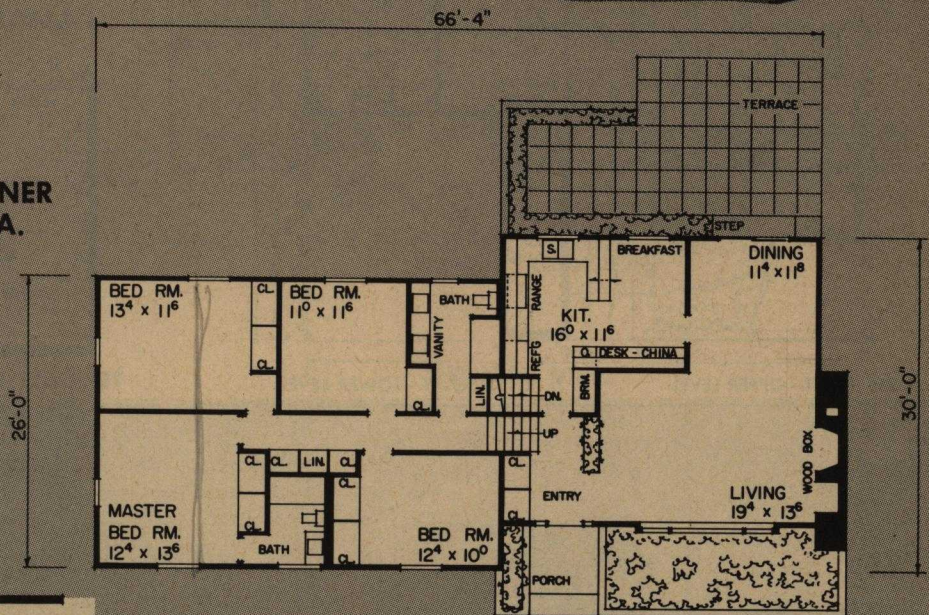 66'-4"
TERRACE
NER
A.
STEP
S.
BREAKFAST
DINING
11⁴ x 11⁸
BED RM.
13⁴ x 11⁶
CL.
BED RM.
11⁰ x 11⁶
BATH
VANITY
RANGE
KIT.
16⁰ x 11⁶
REFG
O.
DESK - CHINA
CL.
CL.
LIN.
DN.
BRM.
26'-0"
30'-0"
UP
CL.
CL.
LIN.
CL.
CL.
CL.
WOOD BOX
MASTER
BED RM.
12⁴ x 13⁶
CL.
BATH
CL.
BED RM.
12⁴ x 10⁰
ENTRY
CL.
LIVING
19⁴ x 13⁶
PORCH